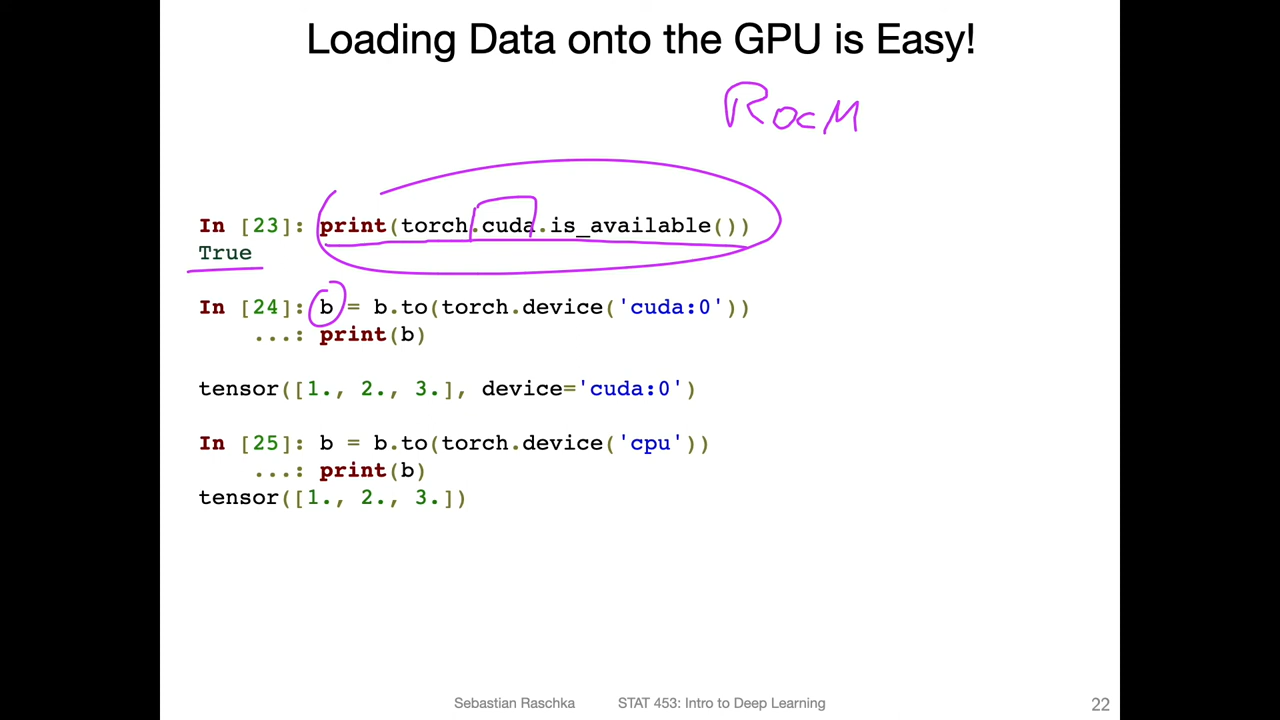 Loading Data onto the GPU is Easy!
RocM
In [23]: print(torch.cuda.is_available())
True
In [24]: b = b.to(torch.device('cuda:0'))
...: print(b)
tensor([1., 2., 3.], device='cuda:0')
In [25]: b = b.to(torch.device('cpu'))
...: print(b)
tensor([1., 2., 3.])
Sebastian Raschka STAT 453: Intro to Deep Learning 22